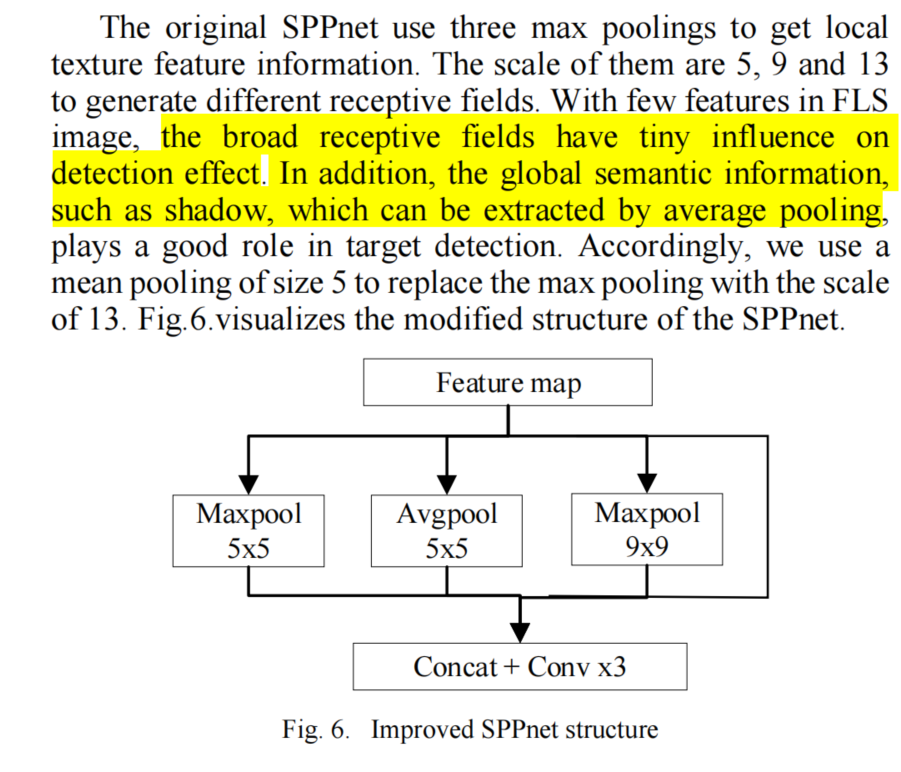 The original SPPnet use three max poolings to get local
texture feature information. The scale of them are 5, 9 and 13
to generate different receptive fields. With few features in FLS
image, the broad receptive fields have tiny influence on
detection effect. In addition, the global semantic information,
such as shadow, which can be extracted by average pooling,
plays a good role in target detection. Accordingly, we use a
mean pooling of size 5 to replace the max pooling with the scale
of 13. Fig.6.visualizes the modified structure of the SPPnet.
Feature map
Maxpool
5x5
Avgpool
5x5
Maxpool
9x9
Concat + Conv x3
Fig. 6. Improved SPPnet structure